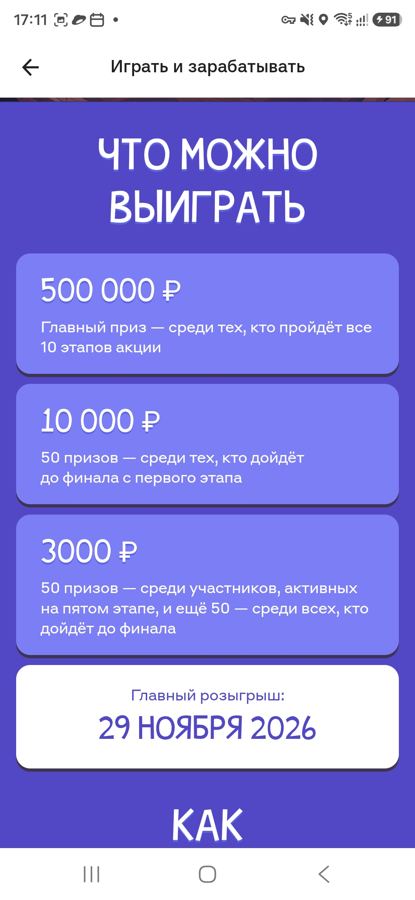 17:11
91
Играть и зарабатывать
ЧТО МОЖНО
ВЫИГРАТЬ
500 000 ₽
Главный приз — среди тех, кто пройдёт все
10 этапов акции
10 000 ₽
50 призов — среди тех, кто дойдёт
до финала с первого этапа
3000 ₽
50 призов — среди участников, активных
на пятом этапе, и ещё 50 — среди всех, кто
дойдёт до финала
Главный розыгрыш:
29 НОЯБРЯ 2026
КАК